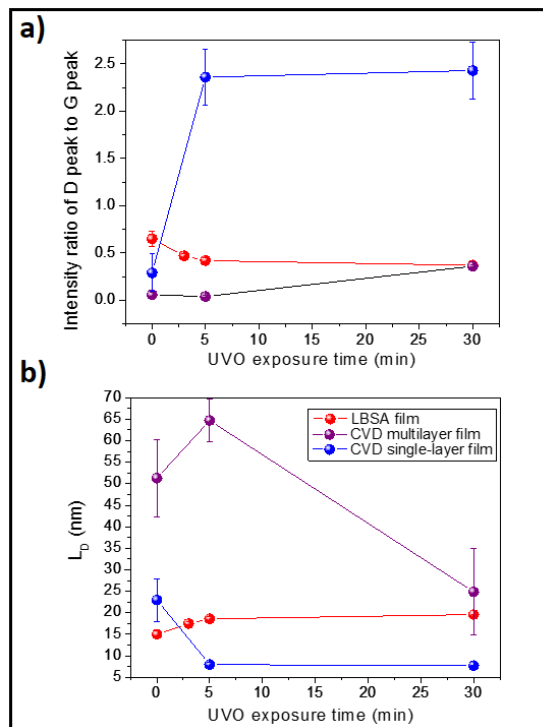 a)
Intensity ratio of D peak to G peak
2.5
2.0
1.5
1.0
0.5
0.0
0 5 10 15 20 25 30
UVO exposure time (min)
b)
L_D (nm)
70
65
60
55
50
45
40
35
30
25
20
15
10
5
LBSA film
CVD multilayer film
CVD single-layer film
0 5 10 15 20 25 30
UVO exposure time (min)